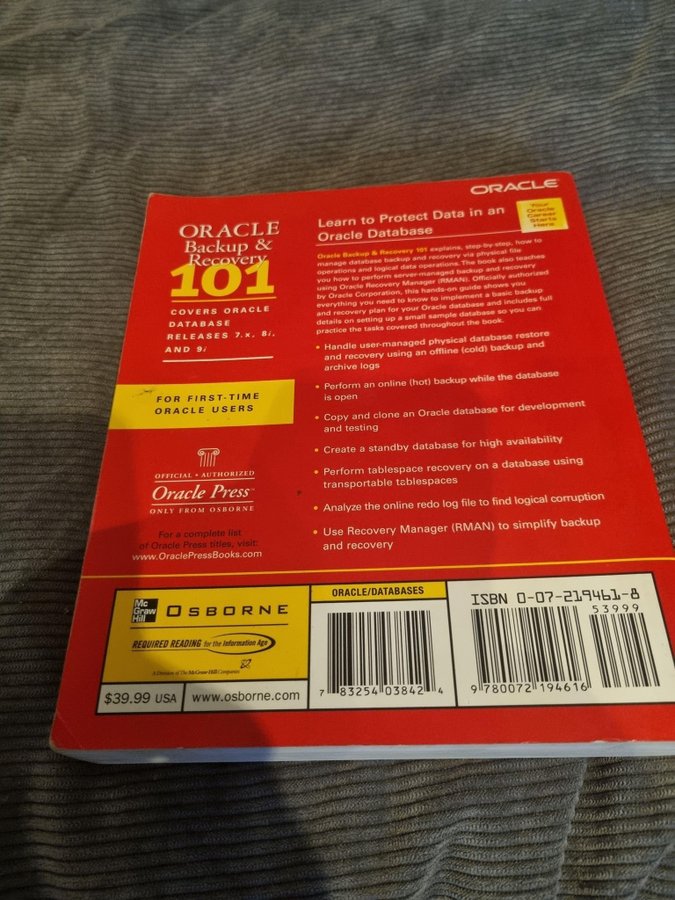 ORACLE
ORACLE
Backup &
Recovery
101
COVERS ORACLE
DATABASE
RELEASES 7.x, 8i,
AND 9i
FOR FIRST-TIME
ORACLE USERS
OFFICIAL • AUTHORIZED
Oracle Press
ONLY FROM OSBORNE
For a complete list
of Oracle Press titles, visit:
www.OraclePressBooks.com
Learn to Protect Data in an
Oracle Database
Your
Oracle
Career
Starts
Here
Oracle Backup & Recovery 101 explains, step-by-step, how to
manage database backup and recovery via physical file
operations and logical data operations. The book also teaches
you how to perform server-managed backup and recovery
using Oracle Recovery Manager (RMAN). Officially authorized
by Oracle Corporation, this hands-on guide shows you
everything you need to know to implement a basic backup
and recovery plan for your Oracle database and includes full
details on setting up a small sample database so you can
practice the tasks covered throughout the book.
• Handle user-managed physical database restore
and recovery using an offline (cold) backup and
archive logs
• Perform an online (hot) backup while the database
is open
• Copy and clone an Oracle database for development
and testing
• Create a standby database for high availability
• Perform tablespace recovery on a database using
transportable tablespaces
• Analyze the online redo log file to find logical corruption
• Use Recovery Manager (RMAN) to simplify backup
and recovery
Mc
Graw
Hill
OSBORNE
REQUIRED READING for the Information Age
A Division of The McGraw-Hill Companies
$39.99 USA
www.osborne.com
ORACLE/DATABASES
7 83254 03842 4
ISBN 0-07-219461-8
53999
9 780072 194616